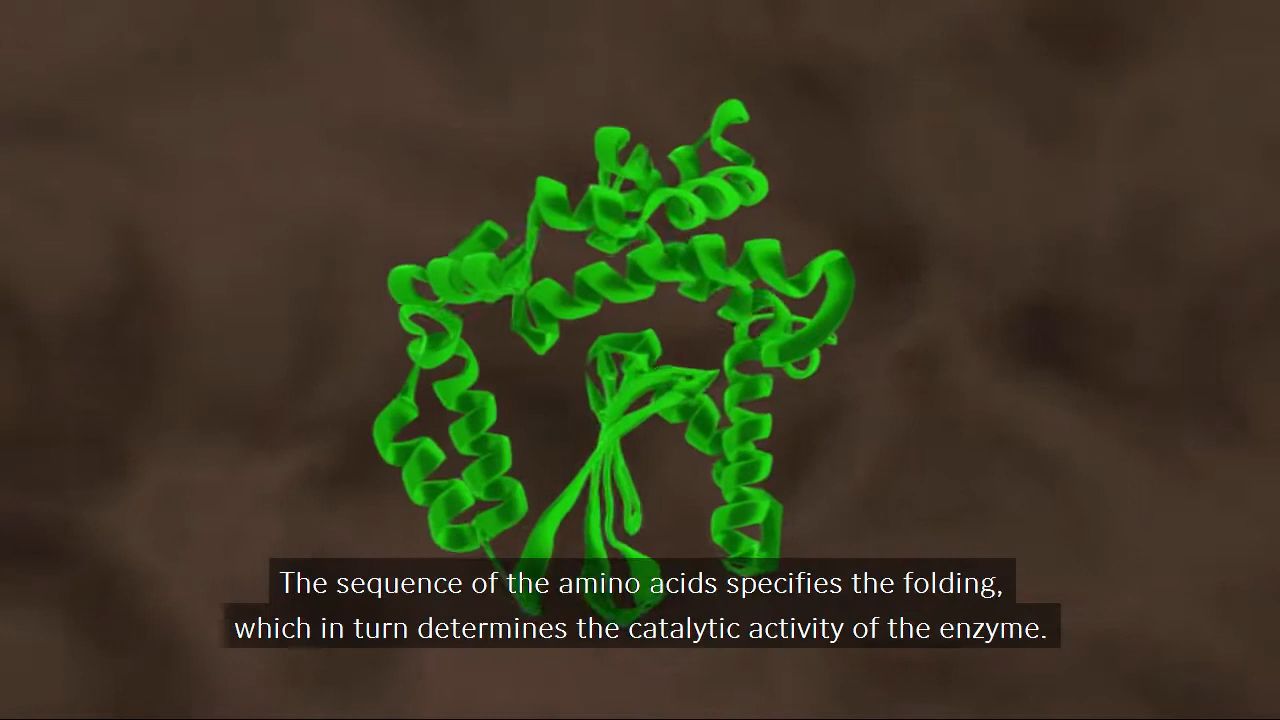 The sequence of the amino acids specifies the folding,
which in turn determines the catalytic activity of the enzyme.